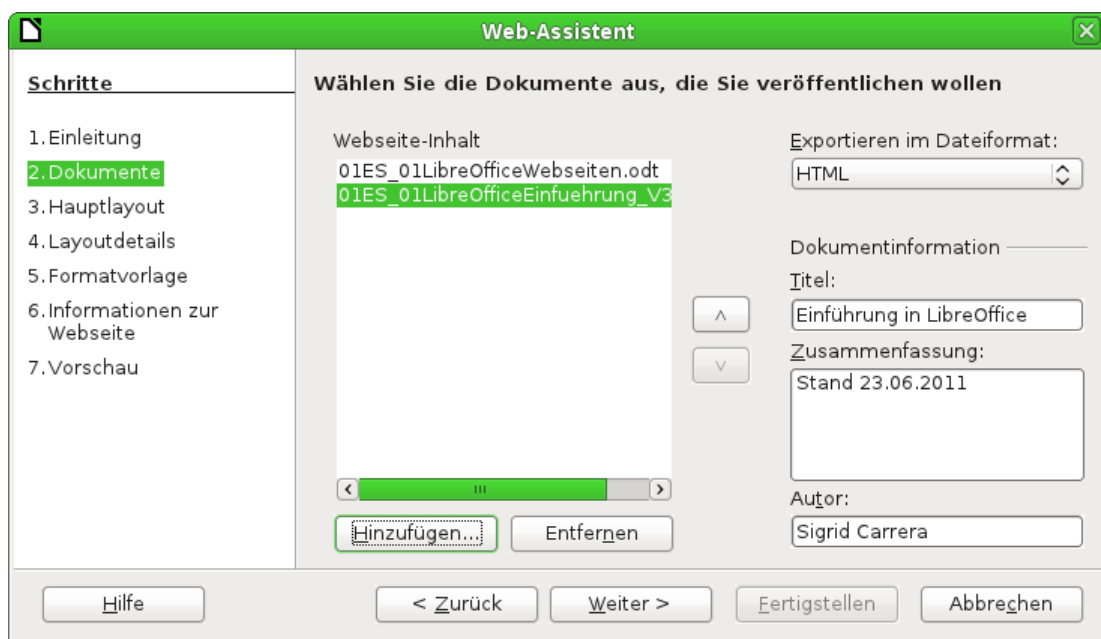 Web-Assistent
Schritte
1. Einleitung
2. Dokumente
3. Hauptlayout
4. Layoutdetails
5. Formatvorlage
6. Informationen zur
Webseite
7. Vorschau
Wählen Sie die Dokumente aus, die Sie veröffentlichen wollen
Webseite-Inhalt
01ES_01LibreOfficeWebseiten.odt
01ES_01LibreOfficeEinfuehrung_V3
Hinzufügen...
Entfernen
Exportieren im Dateiformat:
HTML
Dokumentinformation
Titel:
Einführung in LibreOffice
Zusammenfassung:
Stand 23.06.2011
Autor:
Sigrid Carrera
Hilfe
< Zurück
Weiter >
Fertigstellen
Abbrechen